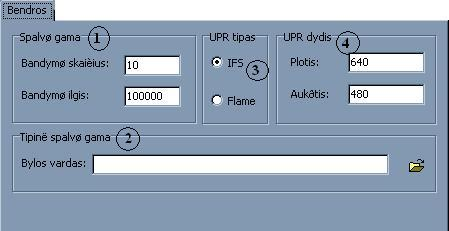 Bendros
Spalvø gama 1
Bandymø skaièius: 10
Bandymø ilgis: 100000
UPR tipas
IFS
3
Flame
UPR dydis 4
Plotis: 640
Aukðtis: 480
Tipinë spalvø gama 2
Bylos vardas: